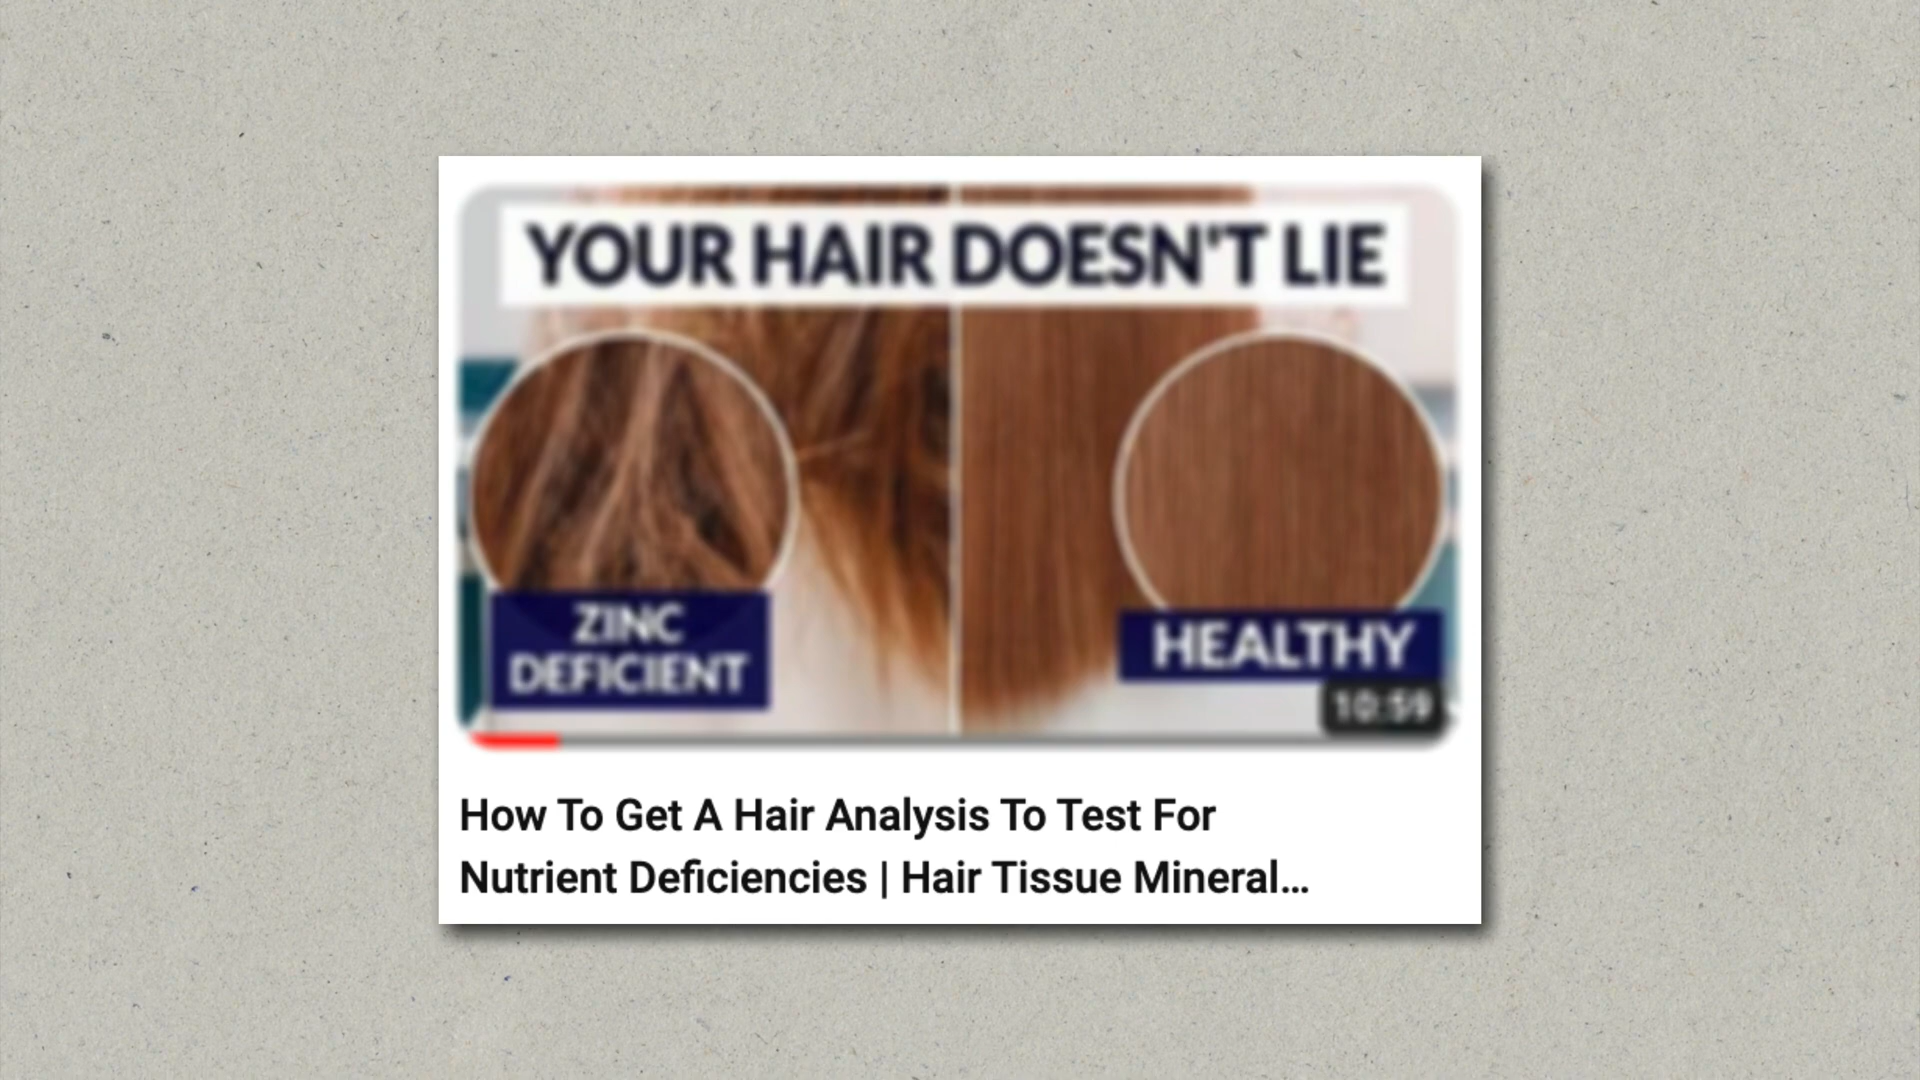 YOUR HAIR DOESN'T LIE
ZINC
DEFICIENT
HEALTHY
10:59
How To Get A Hair Analysis To Test For
Nutrient Deficiencies | Hair Tissue Mineral...